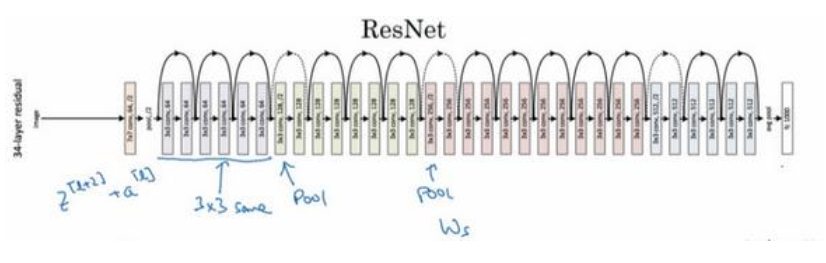 ResNet
34-layer residual
image
7x7 conv, 64, /2
pool, /2
3x3 conv, 64
3x3 conv, 64
3x3 conv, 64
3x3 conv, 64
3x3 conv, 64
3x3 conv, 64
3x3 conv, 128, /2
3x3 conv, 128
3x3 conv, 128
3x3 conv, 128
3x3 conv, 128
3x3 conv, 128
3x3 conv, 128
3x3 conv, 128
3x3 conv, 256, /2
3x3 conv, 256
3x3 conv, 256
3x3 conv, 256
3x3 conv, 256
3x3 conv, 256
3x3 conv, 256
3x3 conv, 256
3x3 conv, 256
3x3 conv, 256
3x3 conv, 256
3x3 conv, 256
3x3 conv, 512, /2
3x3 conv, 512
3x3 conv, 512
3x3 conv, 512
3x3 conv, 512
3x3 conv, 512
avg pool
fc 1000
z[l+2] + a[l]
3x3 same
Pool
Pool
Ws